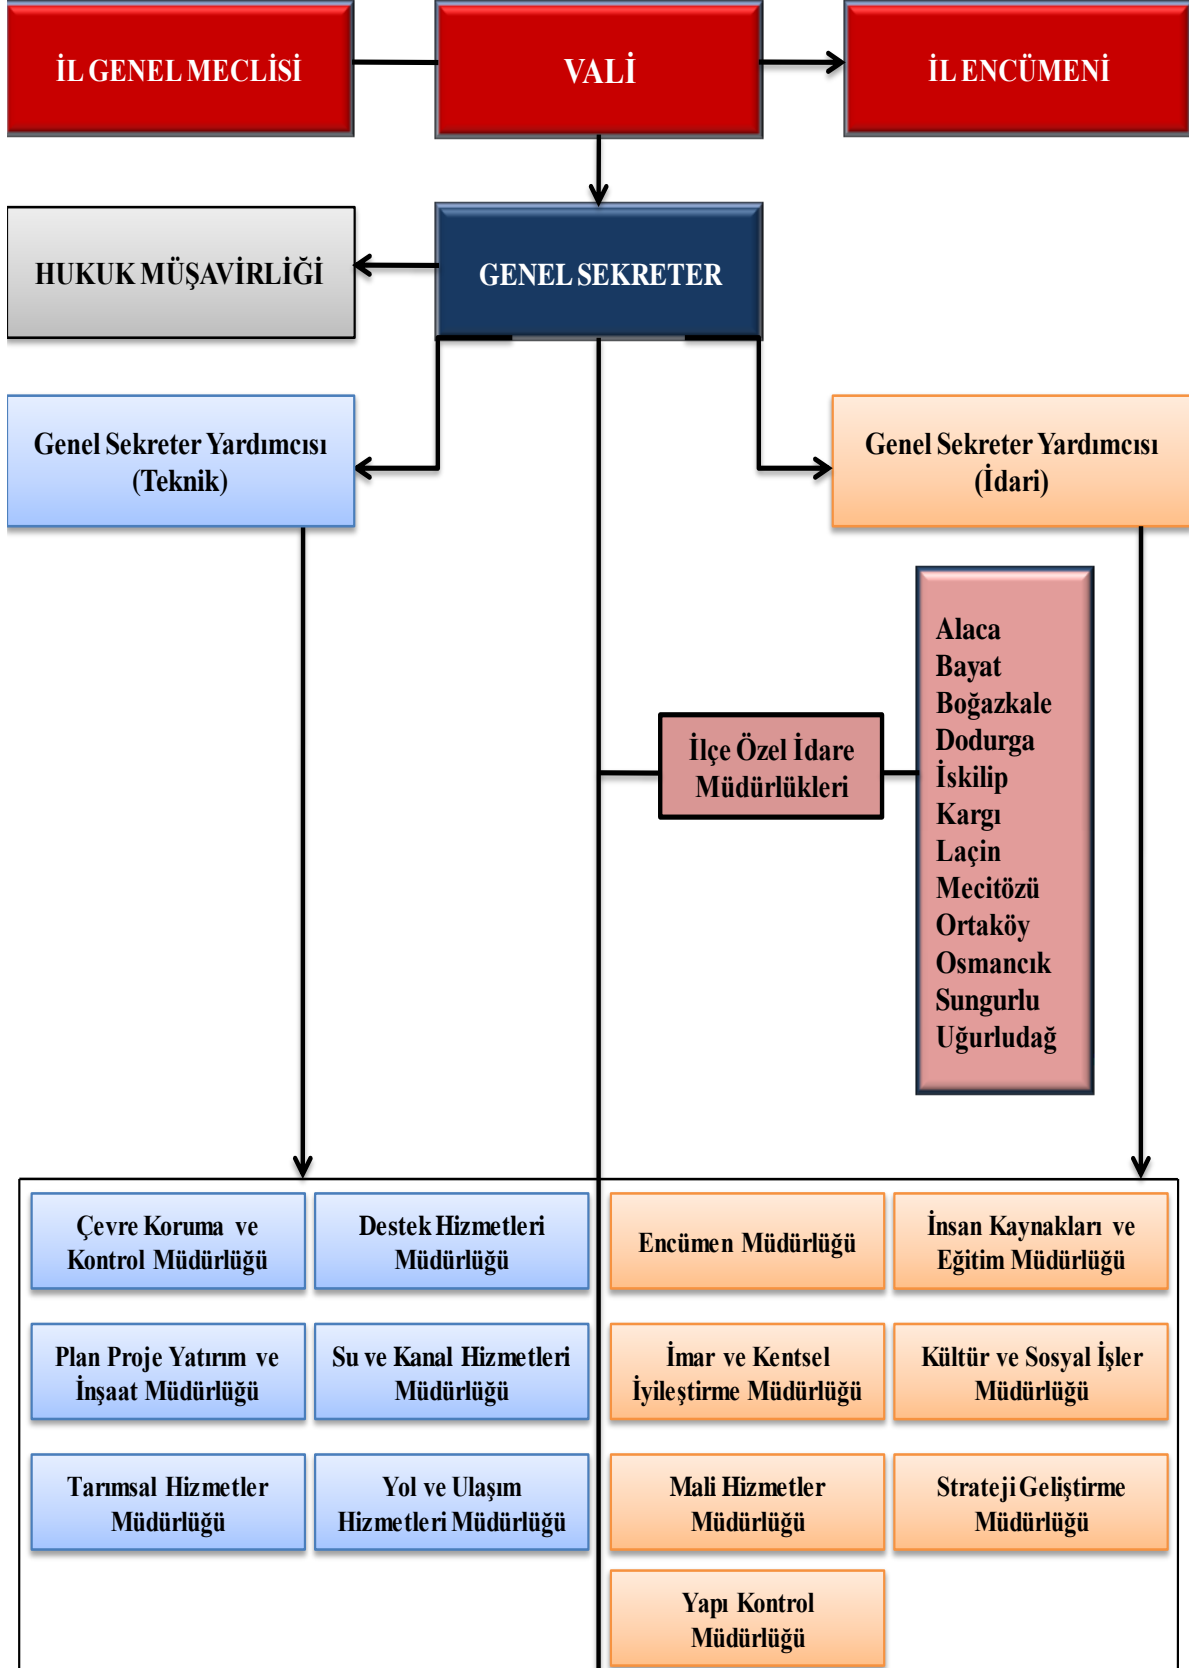 İL GENEL MECLİSİ
VALİ
İL ENCÜMENİ
HUKUK MÜŞAVİRLİĞİ
GENEL SEKRETER
Genel Sekreter Yardımcısı
(Teknik)
Genel Sekreter Yardımcısı
(İdari)
İlçe Özel İdare
Müdürlükleri
Alaca
Bayat
Boğazkale
Dodurga
İskilip
Kargı
Laçin
Mecitözü
Ortaköy
Osmancık
Sungurlu
Uğurludağ
Çevre Koruma ve
Kontrol Müdürlüğü
Destek Hizmetleri
Müdürlüğü
Encümen Müdürlüğü
İnsan Kaynakları ve
Eğitim Müdürlüğü
Plan Proje Yatırım ve
İnşaat Müdürlüğü
Su ve Kanal Hizmetleri
Müdürlüğü
İmar ve Kentsel
İyileştirme Müdürlüğü
Kültür ve Sosyal İşler
Müdürlüğü
Tarımsal Hizmetler
Müdürlüğü
Yol ve Ulaşım
Hizmetleri Müdürlüğü
Mali Hizmetler
Müdürlüğü
Strateji Geliştirme
Müdürlüğü
Yapı Kontrol
Müdürlüğü